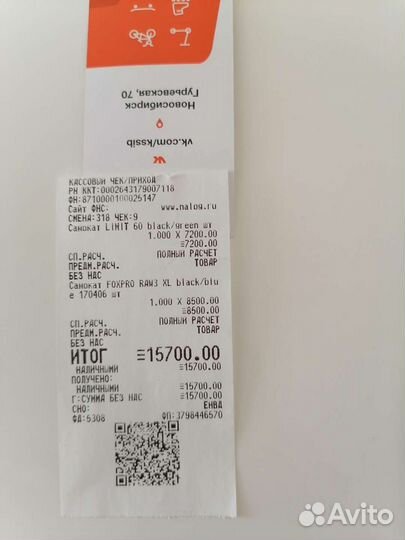 Новосибирск
Гурьевская, 70
vk.com/kssib
КАССОВЫЙ ЧЕК/ПРИХОД
РН ККТ:0002643179007118
ФН:8710000100025147
Сайт ФНС: www.nalog.ru
СМЕНА:318 ЧЕК:9
Самокат LIMIT 60 black/green шт
1.000 X 7200.00
≡7200.00
СП.РАСЧ. ПОЛНЫЙ РАСЧЕТ
ПРЕДМ.РАСЧ. ТОВАР
БЕЗ НДС
Самокат FOXPRO RAW3 XL black/blu
e 170406 шт
1.000 X 8500.00
≡8500.00
СП.РАСЧ. ПОЛНЫЙ РАСЧЕТ
ПРЕДМ.РАСЧ. ТОВАР
БЕЗ НДС
ИТОГ ≡15700.00
НАЛИЧНЫМИ ≡15700.00
ПОЛУЧЕНО:
НАЛИЧНЫМИ ≡15700.00
Г:СУММА БЕЗ НДС ≡15700.00
СНО: ЕНВД
ФД:5308 ФП:3798446570
Avito